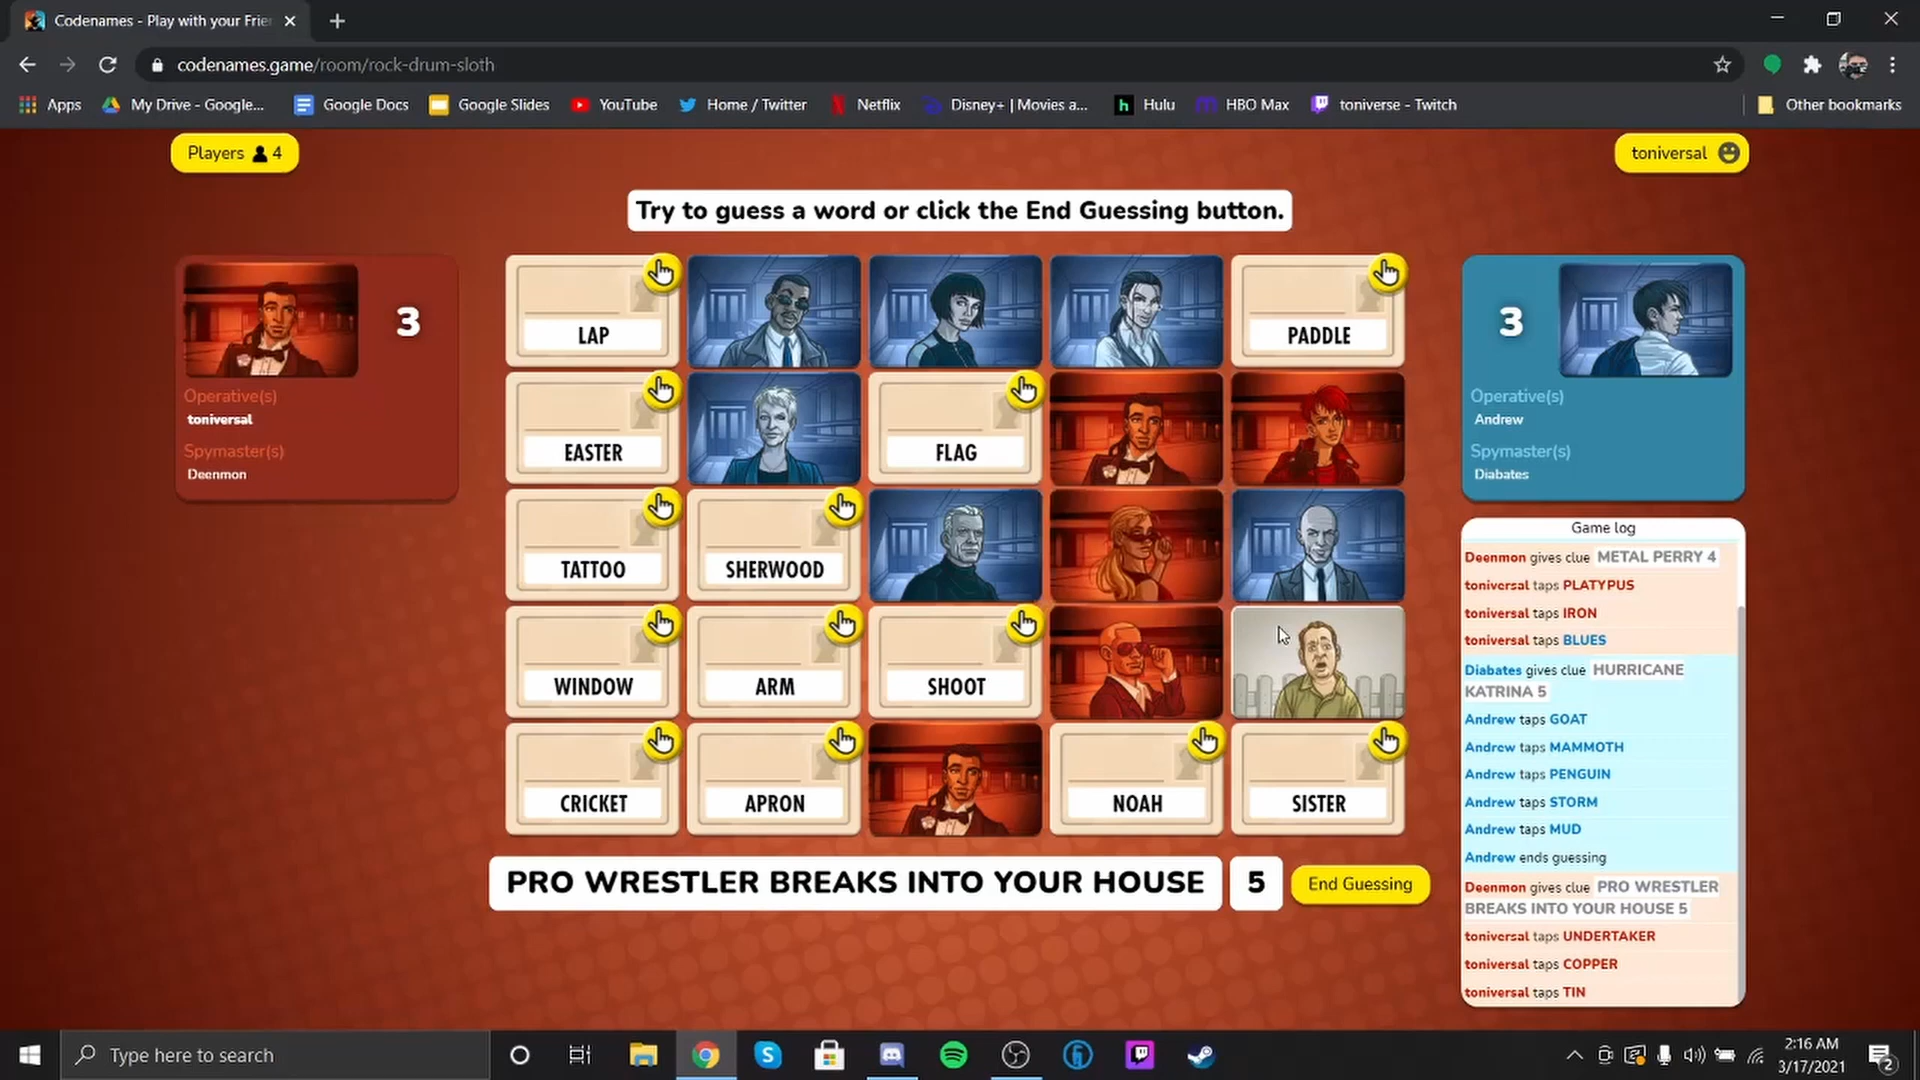 Codenames - Play with your Frie
codenames.game/room/rock-drum-sloth
Apps
My Drive - Google...
Google Docs
Google Slides
YouTube
Home / Twitter
Netflix
Disney+ | Movies a...
Hulu
HBO Max
toniverse - Twitch
Other bookmarks
Players 4
toniversal
Try to guess a word or click the End Guessing button.
3
Operative(s)
toniversal
Spymaster(s)
Deenmon
LAP
PADDLE
EASTER
FLAG
TATTOO
SHERWOOD
WINDOW
ARM
SHOOT
CRICKET
APRON
NOAH
SISTER
3
Operative(s)
Andrew
Spymaster(s)
Diabates
Game log
Deenmon gives clue METAL PERRY 4
toniversal taps PLATYPUS
toniversal taps IRON
toniversal taps BLUES
Diabates gives clue HURRICANE
KATRINA 5
Andrew taps GOAT
Andrew taps MAMMOTH
Andrew taps PENGUIN
Andrew taps STORM
Andrew taps MUD
Andrew ends guessing
Deenmon gives clue PRO WRESTLER
BREAKS INTO YOUR HOUSE 5
toniversal taps UNDERTAKER
toniversal taps COPPER
toniversal taps TIN
PRO WRESTLER BREAKS INTO YOUR HOUSE 5 End Guessing
Type here to search
2:16 AM
3/17/2021
2